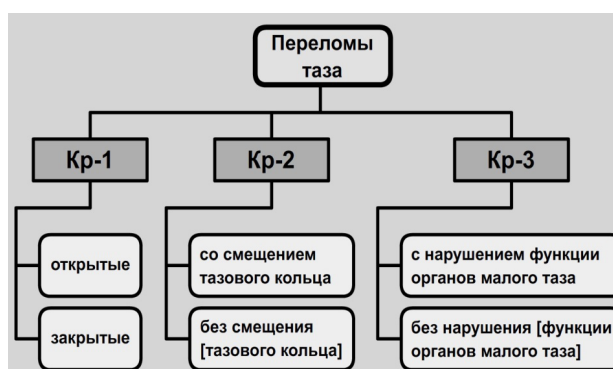 Переломы
таза
Кр-1
Кр-2
Кр-3
открытые
со смещением
тазового кольца
с нарушением функции
органов малого таза
закрытые
без смещения
[тазового кольца]
без нарушения [функции
органов малого таза]